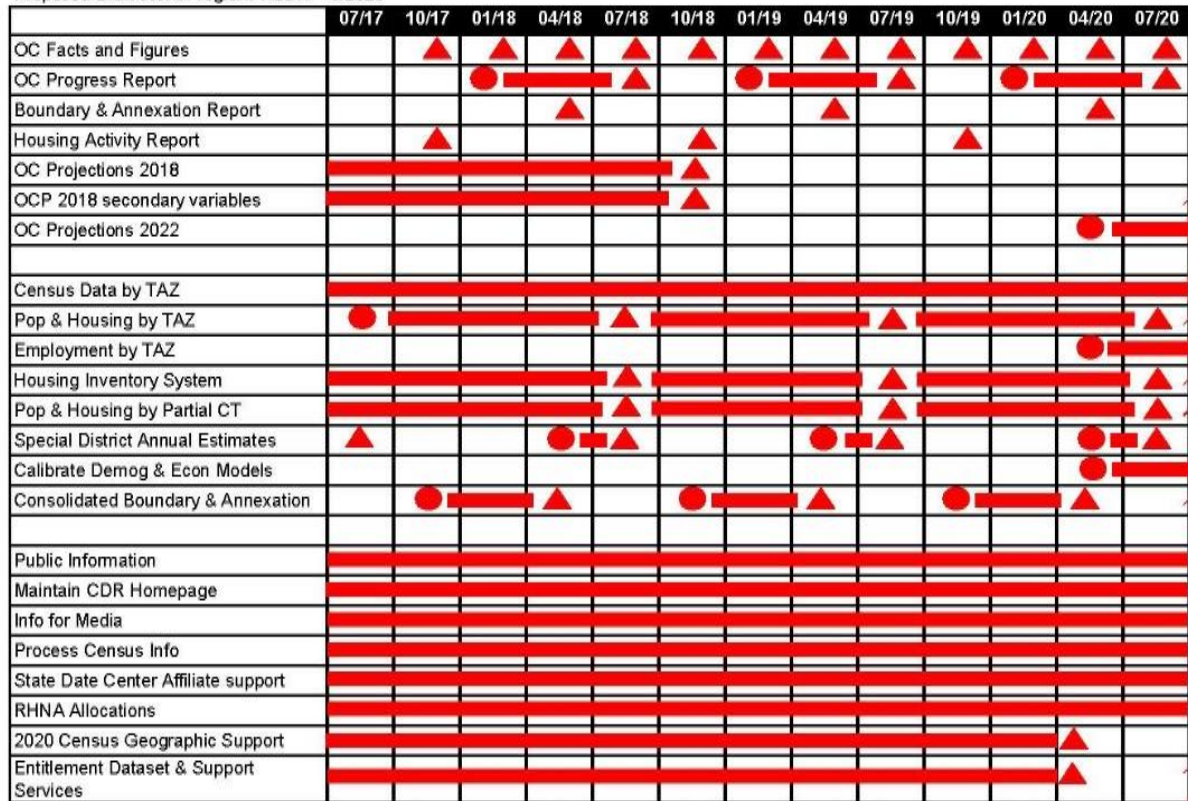 07/17 10/17 01/18 04/18 07/18 10/18 01/19 04/19 07/19 10/19 01/20 04/20 07/20
OC Facts and Figures
OC Progress Report
Boundary & Annexation Report
Housing Activity Report
OC Projections 2018
OCP 2018 secondary variables
OC Projections 2022
Census Data by TAZ
Pop & Housing by TAZ
Employment by TAZ
Housing Inventory System
Pop & Housing by Partial CT
Special District Annual Estimates
Calibrate Demog & Econ Models
Consolidated Boundary & Annexation
Public Information
Maintain CDR Homepage
Info for Media
Process Census Info
State Date Center Affiliate support
RHNA Allocations
2020 Census Geographic Support
Entitlement Dataset & Support
Services